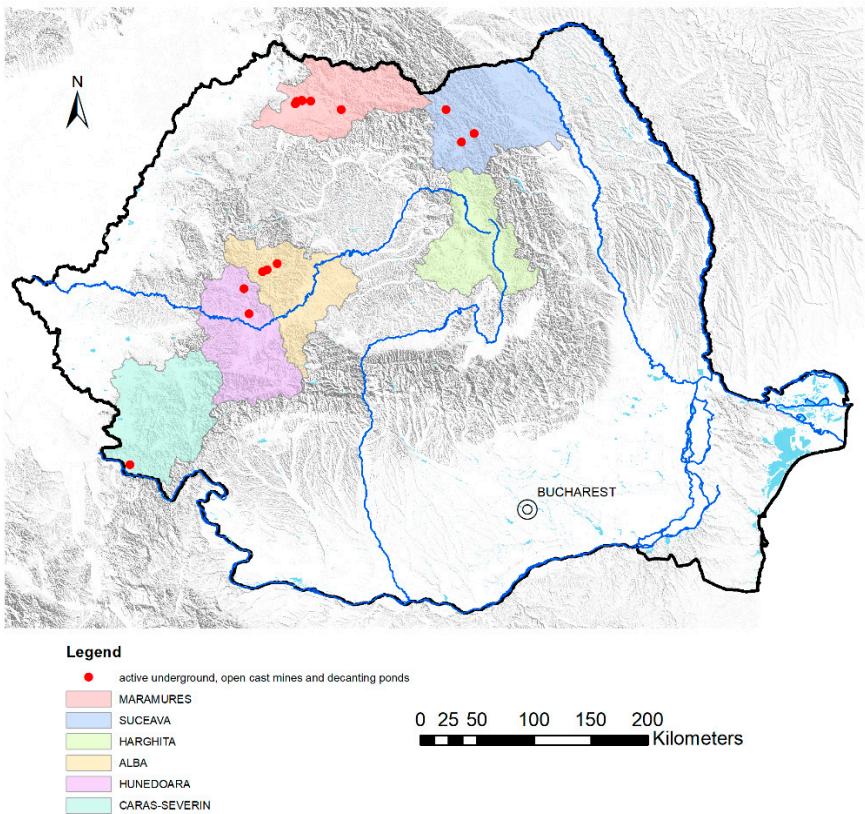 N
BUCHAREST
Legend
active underground, open cast mines and decanting ponds
MARAMURES
SUCEAVA
HARGHITA
ALBA
HUNEDOARA
CARAS-SEVERIN
0 25 50 100 150 200
Kilometers